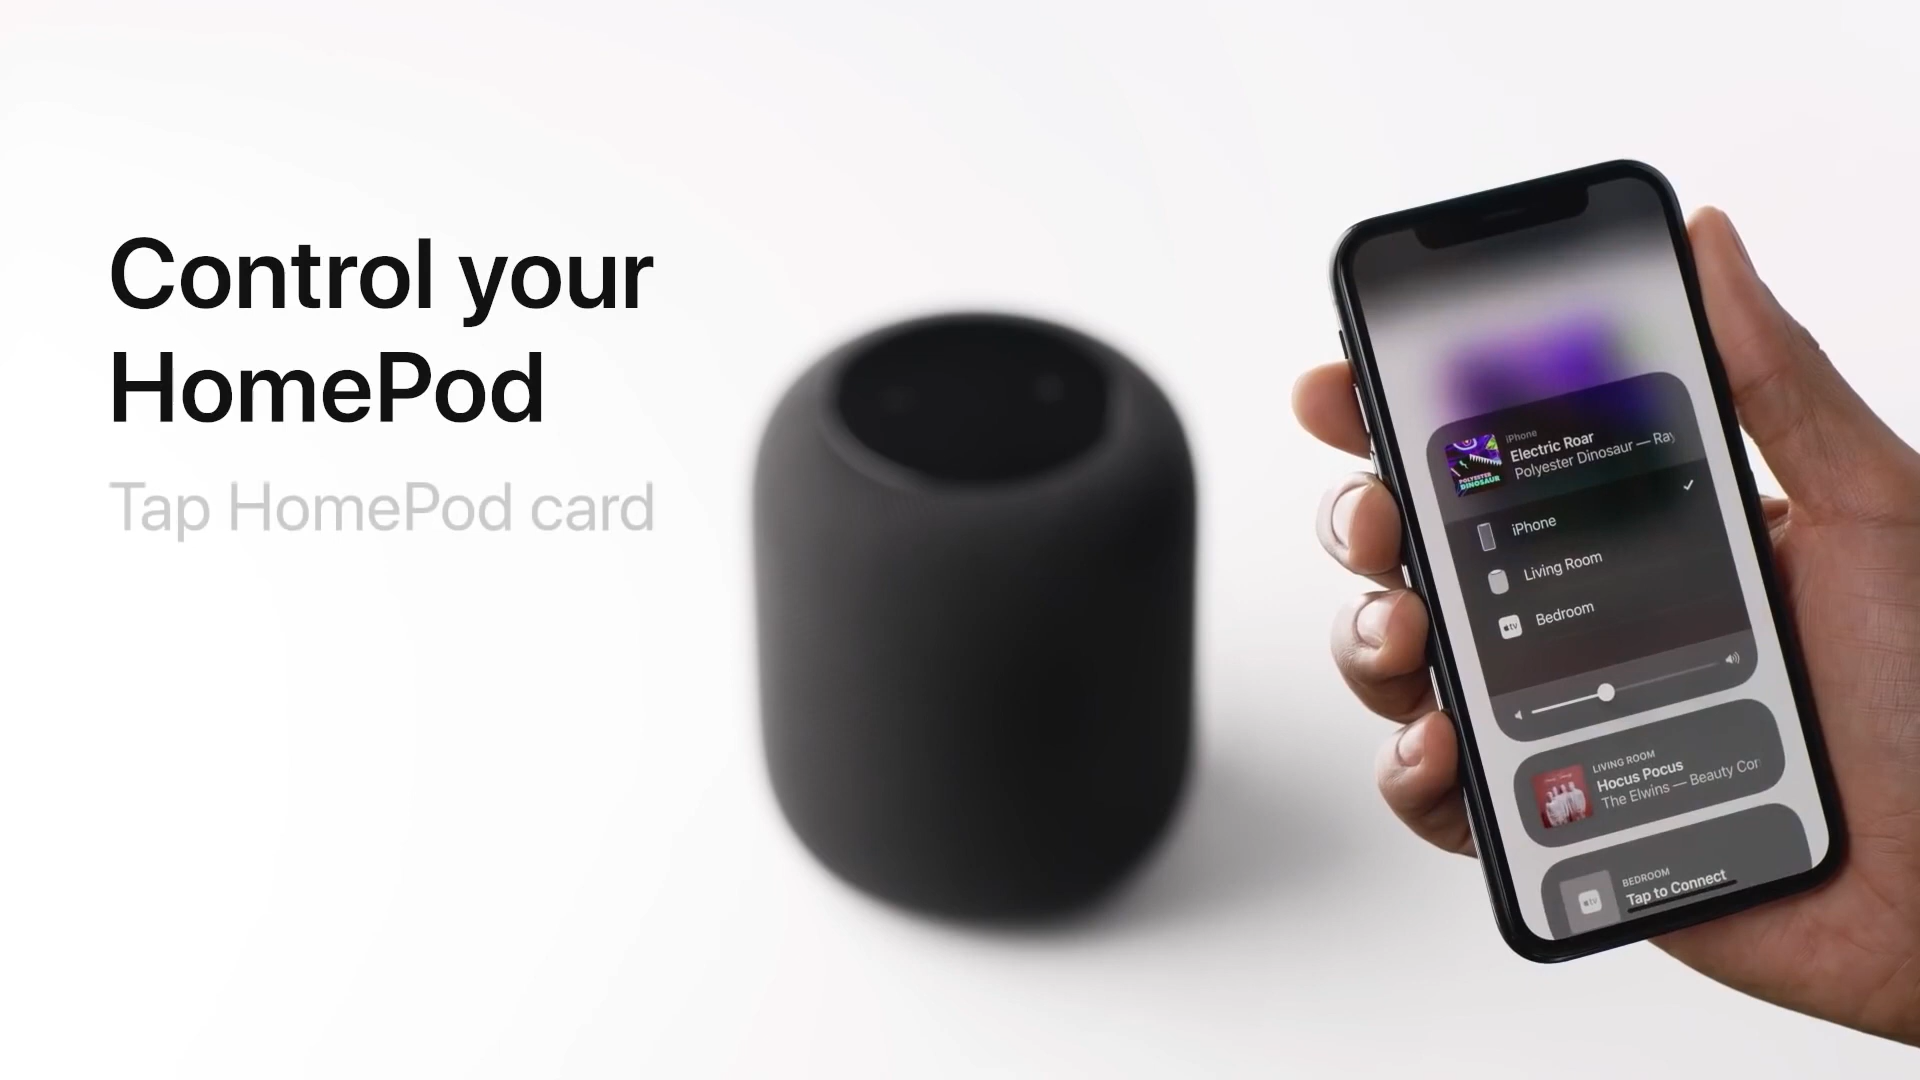 Control your
HomePod
Tap HomePod card
iPhone
Electric Roar
Polyester Dinosaur — Ray
POLYESTER
DINOSAUR
iPhone
Living Room
tv
Bedroom
LIVING ROOM
Hocus Pocus
The Elwins — Beauty Con
tv
BEDROOM
Tap to Connect